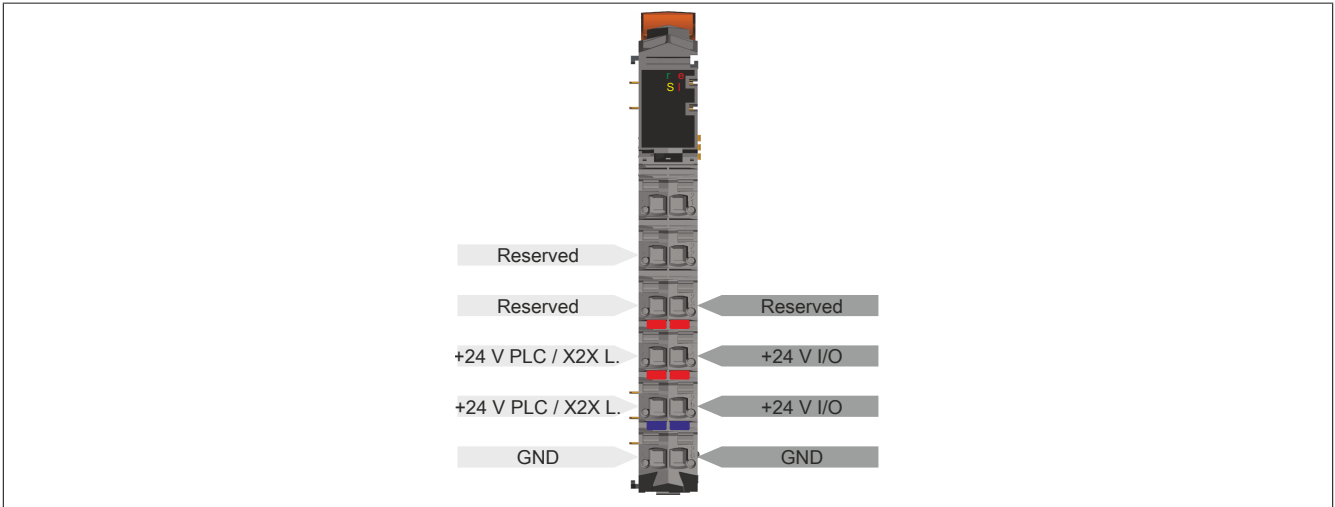 r e
S l
Reserved
Reserved Reserved
+24 V PLC / X2X L. +24 V I/O
+24 V PLC / X2X L. +24 V I/O
GND GND